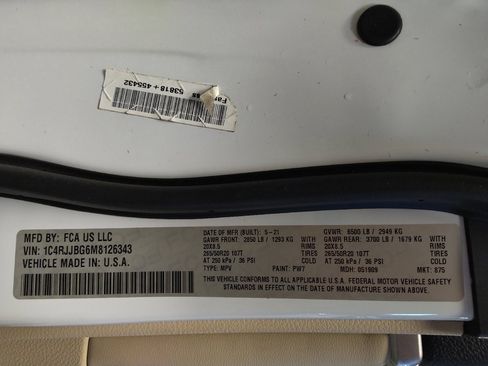 53818 + 455432
MFD BY: FCA US LLC
VIN: 1C4RJJBG6M8126343
VEHICLE MADE IN: U.S.A.
DATE OF MFR (BUILT): 5-21 GVWR: 6500 LB / 2949 KG
GAWR FRONT: 2850 LB / 1293 KG GAWR REAR: 3700 LB / 1679 KG
20X8.5 RIMS 20X8.5 RIMS
265/50R20 107T TIRES 265/50R20 107T TIRES
AT 250 kPa / 36 PSI COLD AT 250 kPa / 36 PSI COLD
TYPE: MPV PAINT: PW7 MDH: 051909 MKT: 875
THIS VEHICLE CONFORMS TO ALL APPLICABLE U.S.A. FEDERAL MOTOR VEHICLE SAFETY
STANDARDS IN EFFECT ON THE DATE OF MANUFACTURE SHOWN ABOVE.